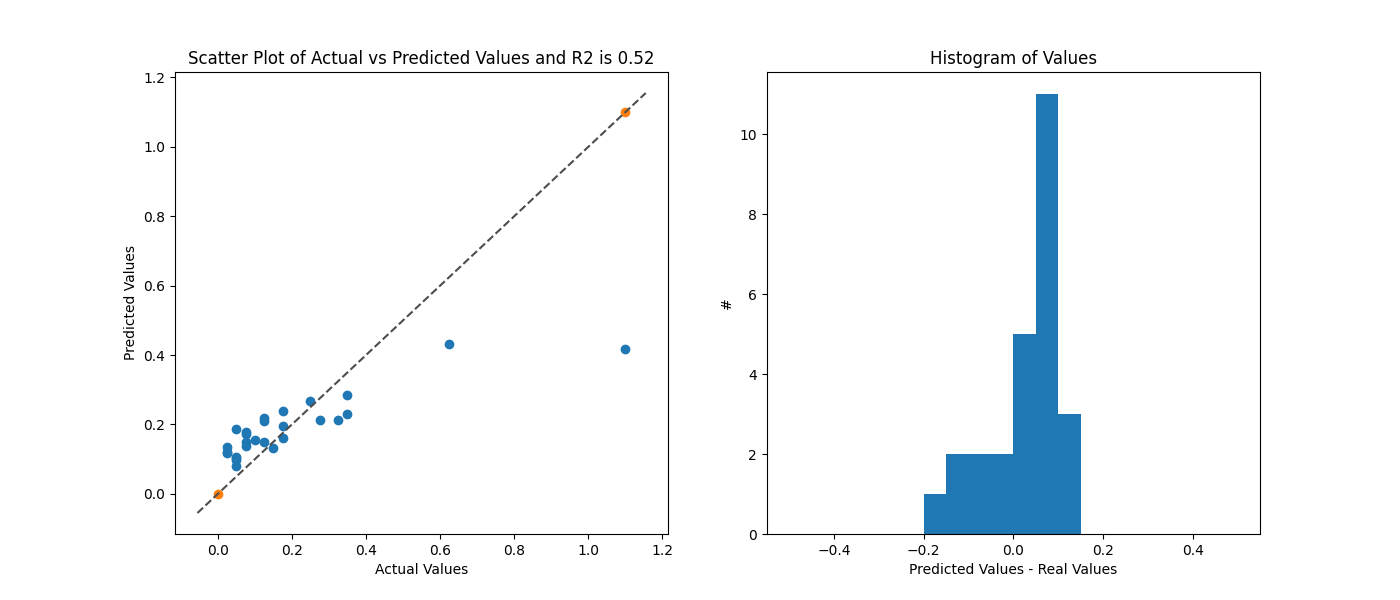 Scatter Plot of Actual vs Predicted Values and R2 is 0.52
1.2
1.0
0.8
0.6
0.4
0.2
0.0
Predicted Values
0.0 0.2 0.4 0.6 0.8 1.0 1.2
Actual Values
Histogram of Values
10
8
6
4
2
0
#
−0.4 −0.2 0.0 0.2 0.4
Predicted Values - Real Values